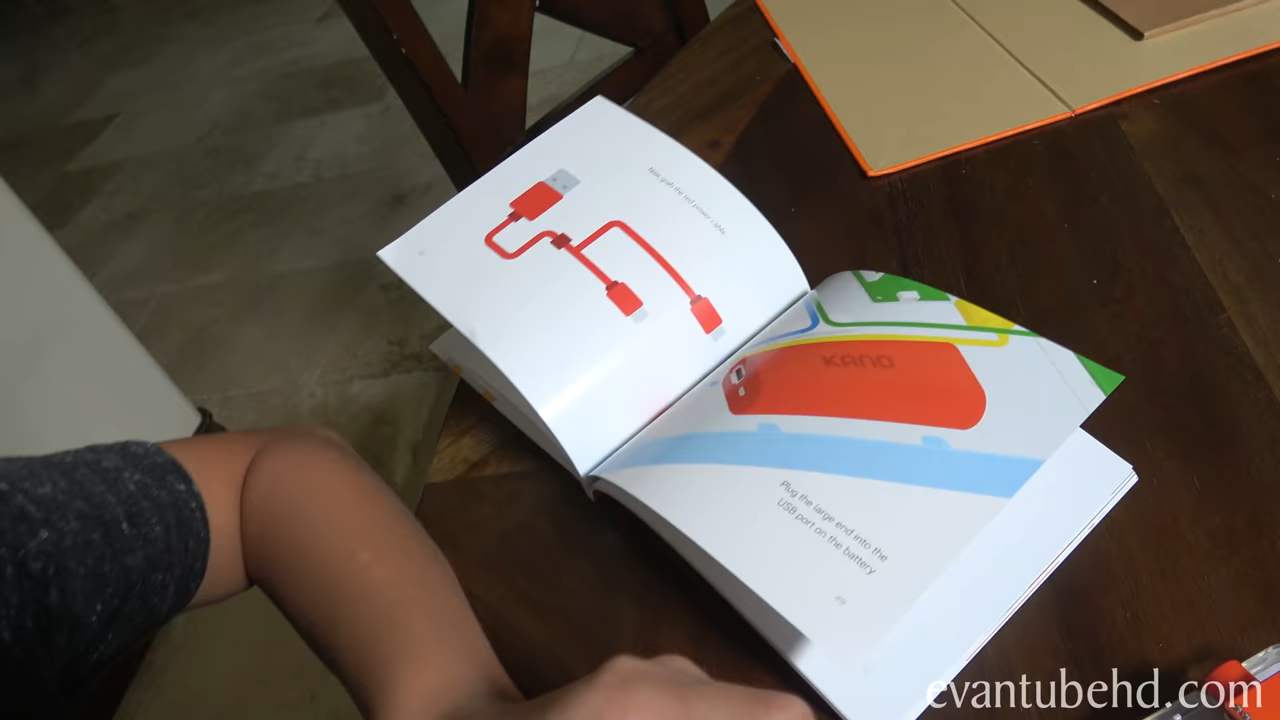 Now grab the red power cable
KANO
Plug the large end into the
USB port on the battery
49
evantubehd.com